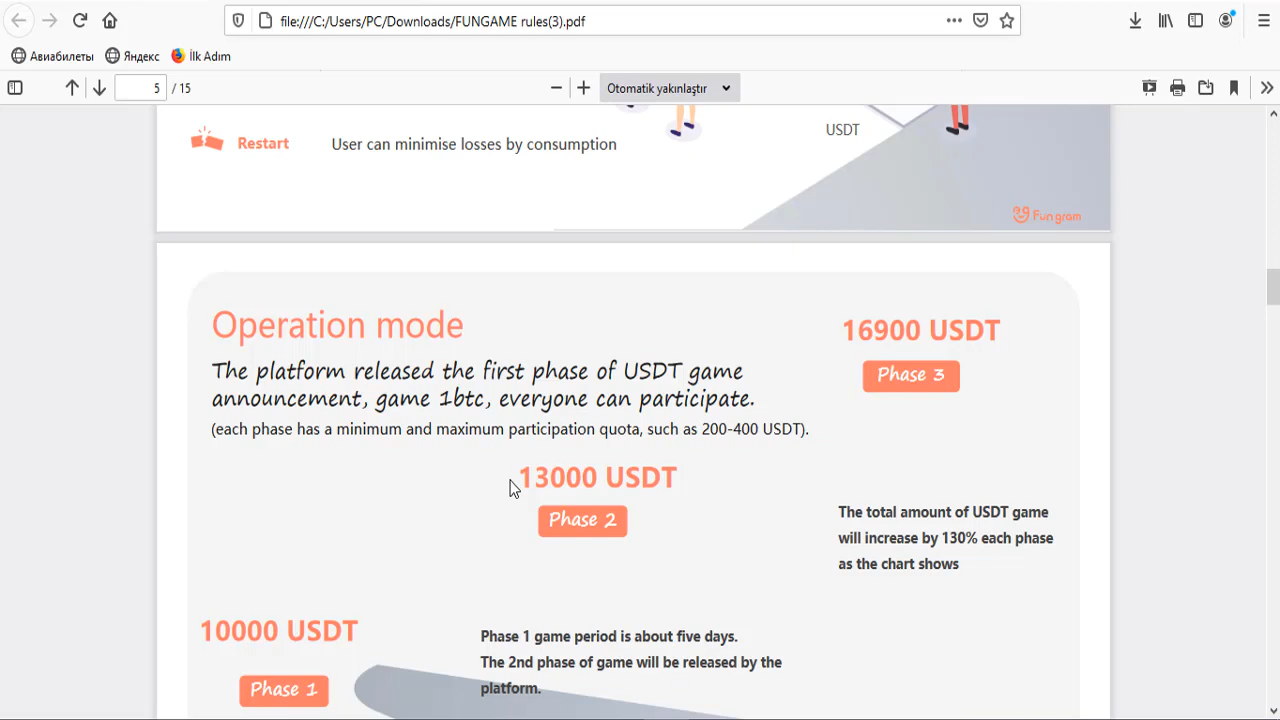 file:///C:/Users/PC/Downloads/FUNGAME rules(3).pdf
Авиабилеты Яндекс İlk Adım
5 / 15 Otomatik yakınlaştır
USDT
Restart User can minimise losses by consumption
Fun gram
Operation mode
16900 USDT
Phase 3
The platform released the first phase of USDT game
announcement, game 1btc, everyone can participate.
(each phase has a minimum and maximum participation quota, such as 200-400 USDT).
13000 USDT
Phase 2
The total amount of USDT game
will increase by 130% each phase
as the chart shows
10000 USDT
Phase 1
Phase 1 game period is about five days.
The 2nd phase of game will be released by the
platform.